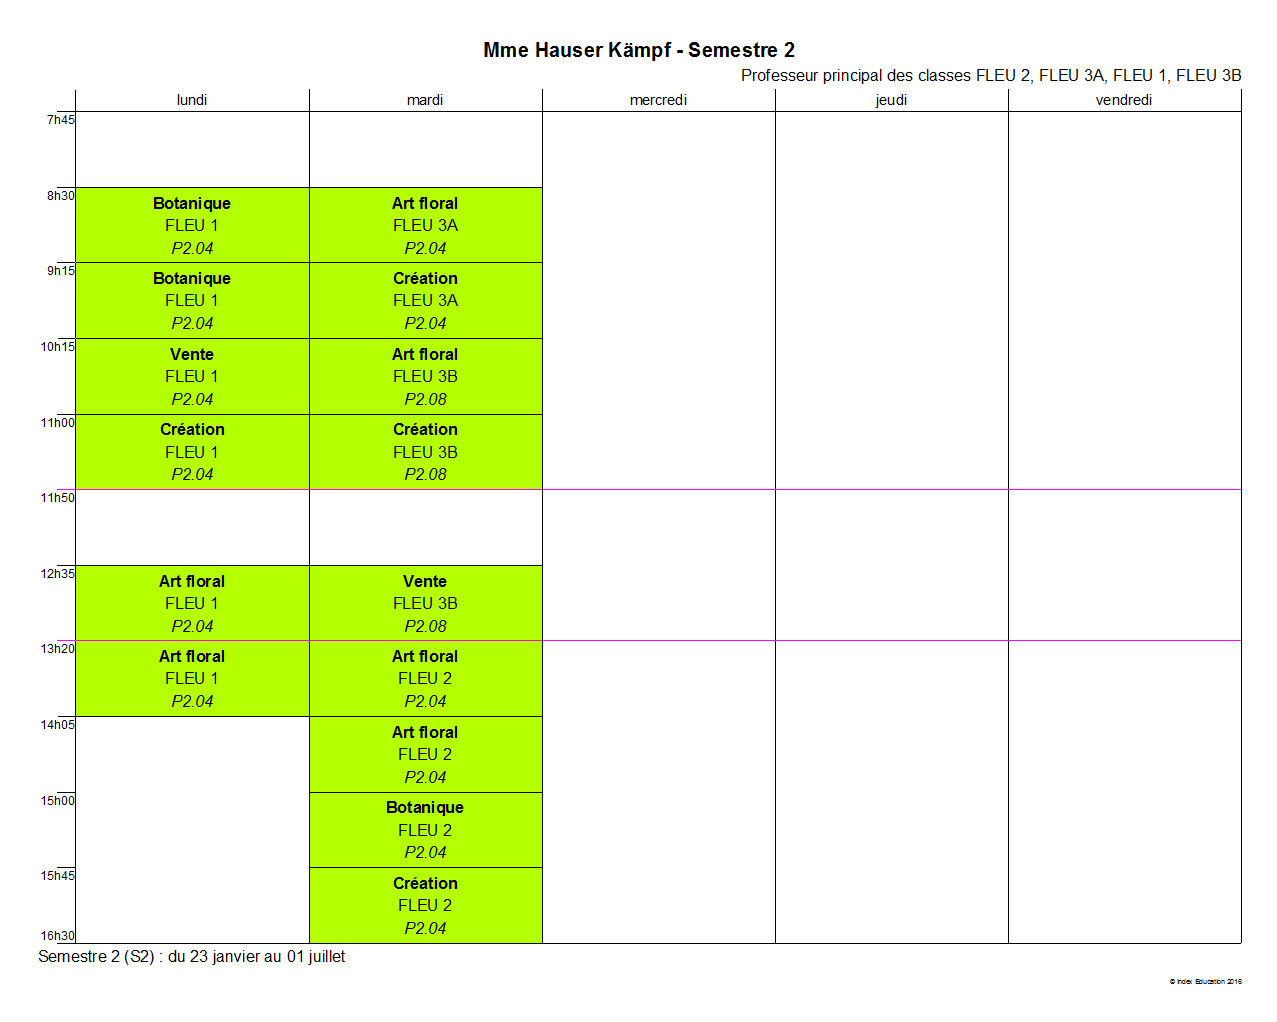 Mme Hauser Kämpf - Semestre 2
Professeur principal des classes FLEU 2, FLEU 3A, FLEU 1, FLEU 3B
lundi mardi mercredi jeudi vendredi
7h45
8h30
Botanique Art floral
FLEU 1 FLEU 3A
P2.04 P2.04
9h15
Botanique Création
FLEU 1 FLEU 3A
P2.04 P2.04
10h15
Vente Art floral
FLEU 1 FLEU 3B
P2.04 P2.08
11h00
Création Création
FLEU 1 FLEU 3B
P2.04 P2.08
11h50
12h35
Art floral Vente
FLEU 1 FLEU 3B
P2.04 P2.08
13h20
Art floral Art floral
FLEU 1 FLEU 2
P2.04 P2.04
14h05
Art floral
FLEU 2
P2.04
15h00
Botanique
FLEU 2
P2.04
15h45
Création
FLEU 2
P2.04
16h30
Semestre 2 (S2) : du 23 janvier au 01 juillet
© Index Education 2016